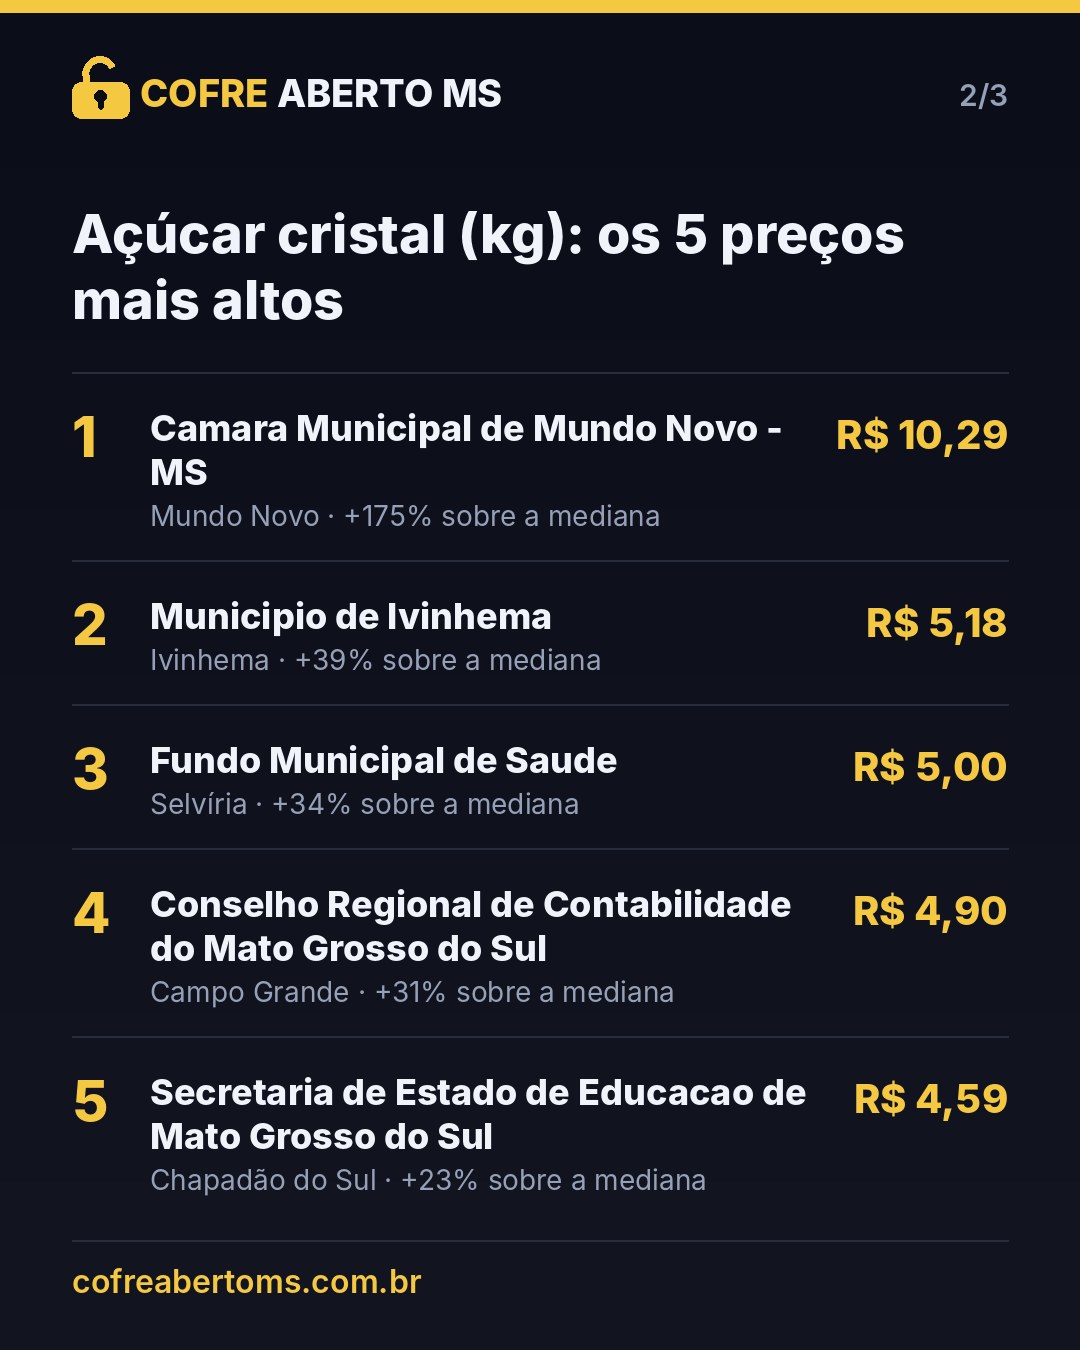 COFRE ABERTO MS
2/3
Açúcar cristal (kg): os 5 preços
mais altos
1
Camara Municipal de Mundo Novo -
MS
R$ 10,29
Mundo Novo · +175% sobre a mediana
2
Municipio de Ivinhema
R$ 5,18
Ivinhema · +39% sobre a mediana
3
Fundo Municipal de Saude
R$ 5,00
Selvíria · +34% sobre a mediana
4
Conselho Regional de Contabilidade
do Mato Grosso do Sul
R$ 4,90
Campo Grande · +31% sobre a mediana
5
Secretaria de Estado de Educacao de
Mato Grosso do Sul
R$ 4,59
Chapadão do Sul · +23% sobre a mediana
cofreabertoms.com.br